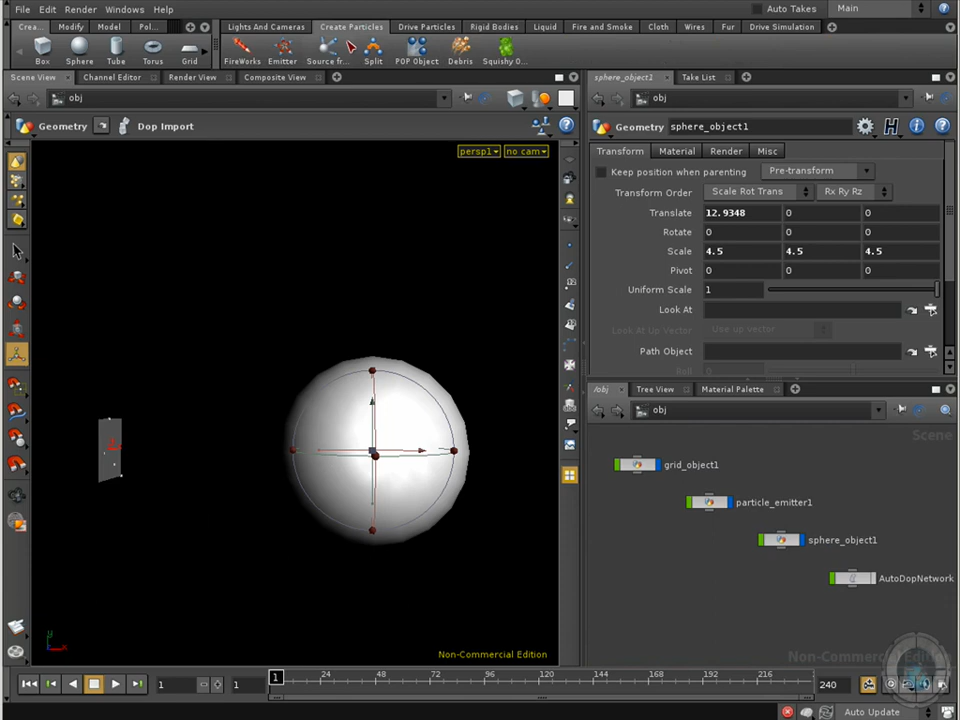 File Edit Render Windows Help
Auto Takes Main
Crea... Modify Model Pol... Lights And Cameras Create Particles Drive Particles Rigid Bodies Liquid Fire and Smoke Cloth Wires Fur Drive Simulation
Box Sphere Tube Torus Grid FireWorks Emitter Source fr... Split POP Object Debris Squishy O...
Scene View Channel Editor Render View Composite View
sphere_object1 Take List
obj
obj
Geometry Dop Import
Geometry sphere_object1
persp1 no cam
Transform Material Render Misc
Keep position when parenting Pre-transform
Transform Order Scale Rot Trans Rx Ry Rz
Translate 12.9348 0 0
Rotate 0 0 0
Scale 4.5 4.5 4.5
Pivot 0 0 0
Uniform Scale 1
Look At
Look At Up Vector Use up vector
Path Object
Roll 0
/obj Tree View Material Palette
obj
Scene
grid_object1
particle_emitter1
sphere_object1
AutoDopNetwork
Non-Commercial Edition
Non-Commercial Edition
y x
1 1 1 24 48 72 96 120 144 168 192 216 240
Auto Update